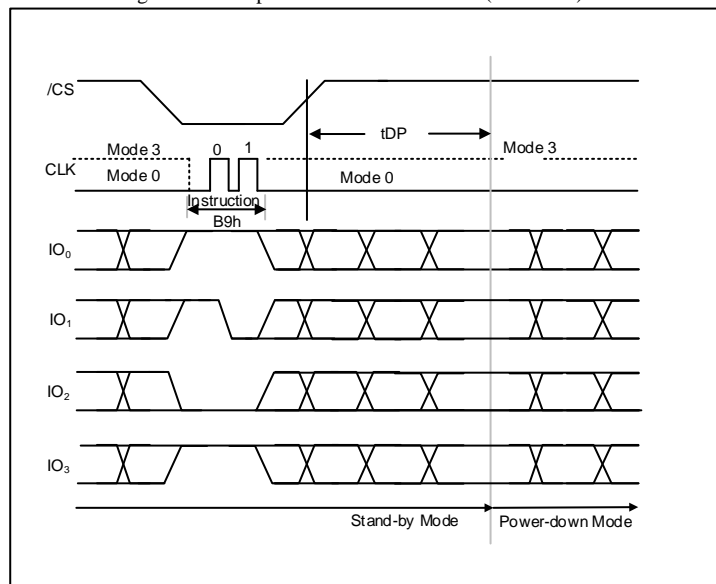 /CS
tDP
0 1
Mode 3
Mode 3
CLK
Mode 0
Mode 0
Instruction
B9h
IO₀
IO₁
IO₂
IO₃
Stand-by Mode
Power-down Mode